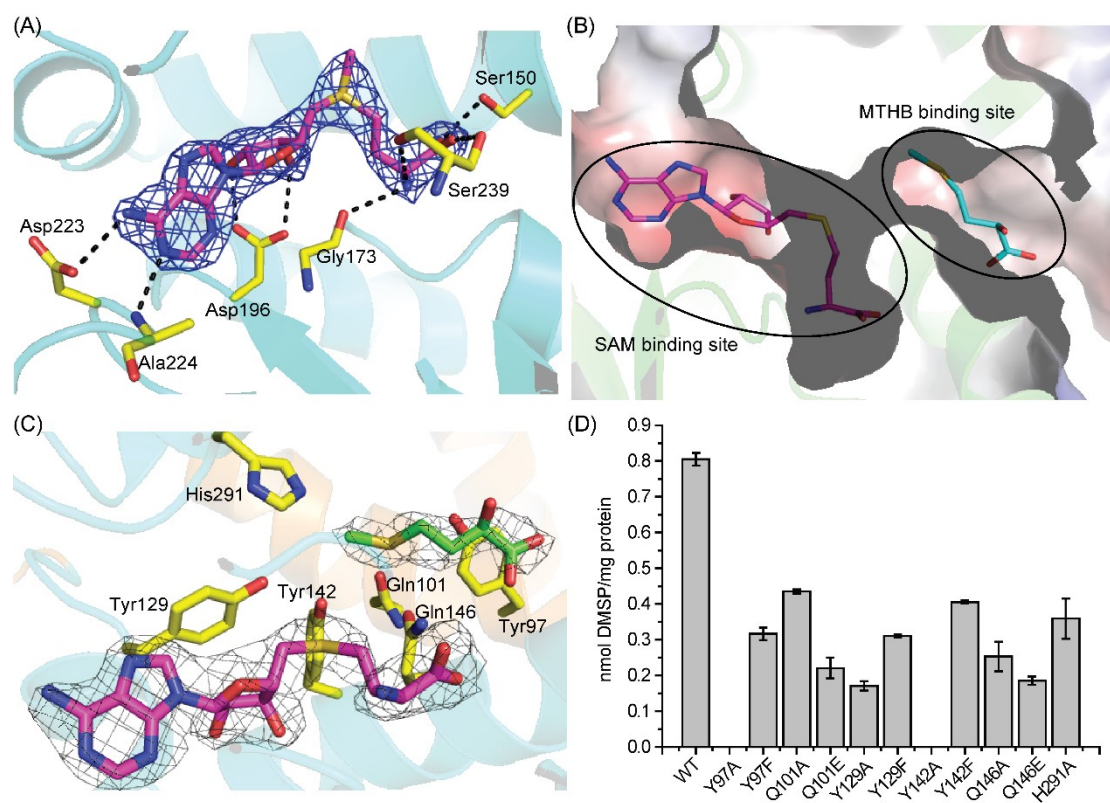 (A)
Ser150
Ser239
Asp223
Gly173
Asp196
Ala224
(B)
MTHB binding site
SAM binding site
(C)
His291
Tyr129
Tyr142
Gln101
Gln146
Tyr97
(D)
nmol DMSP/mg protein
0.9
0.8
0.7
0.6
0.5
0.4
0.3
0.2
0.1
0.0
WT
Y97A
Y97F
Q101A
Q101E
Y129A
Y129F
Y142A
Y142F
Q146A
Q146E
H291A